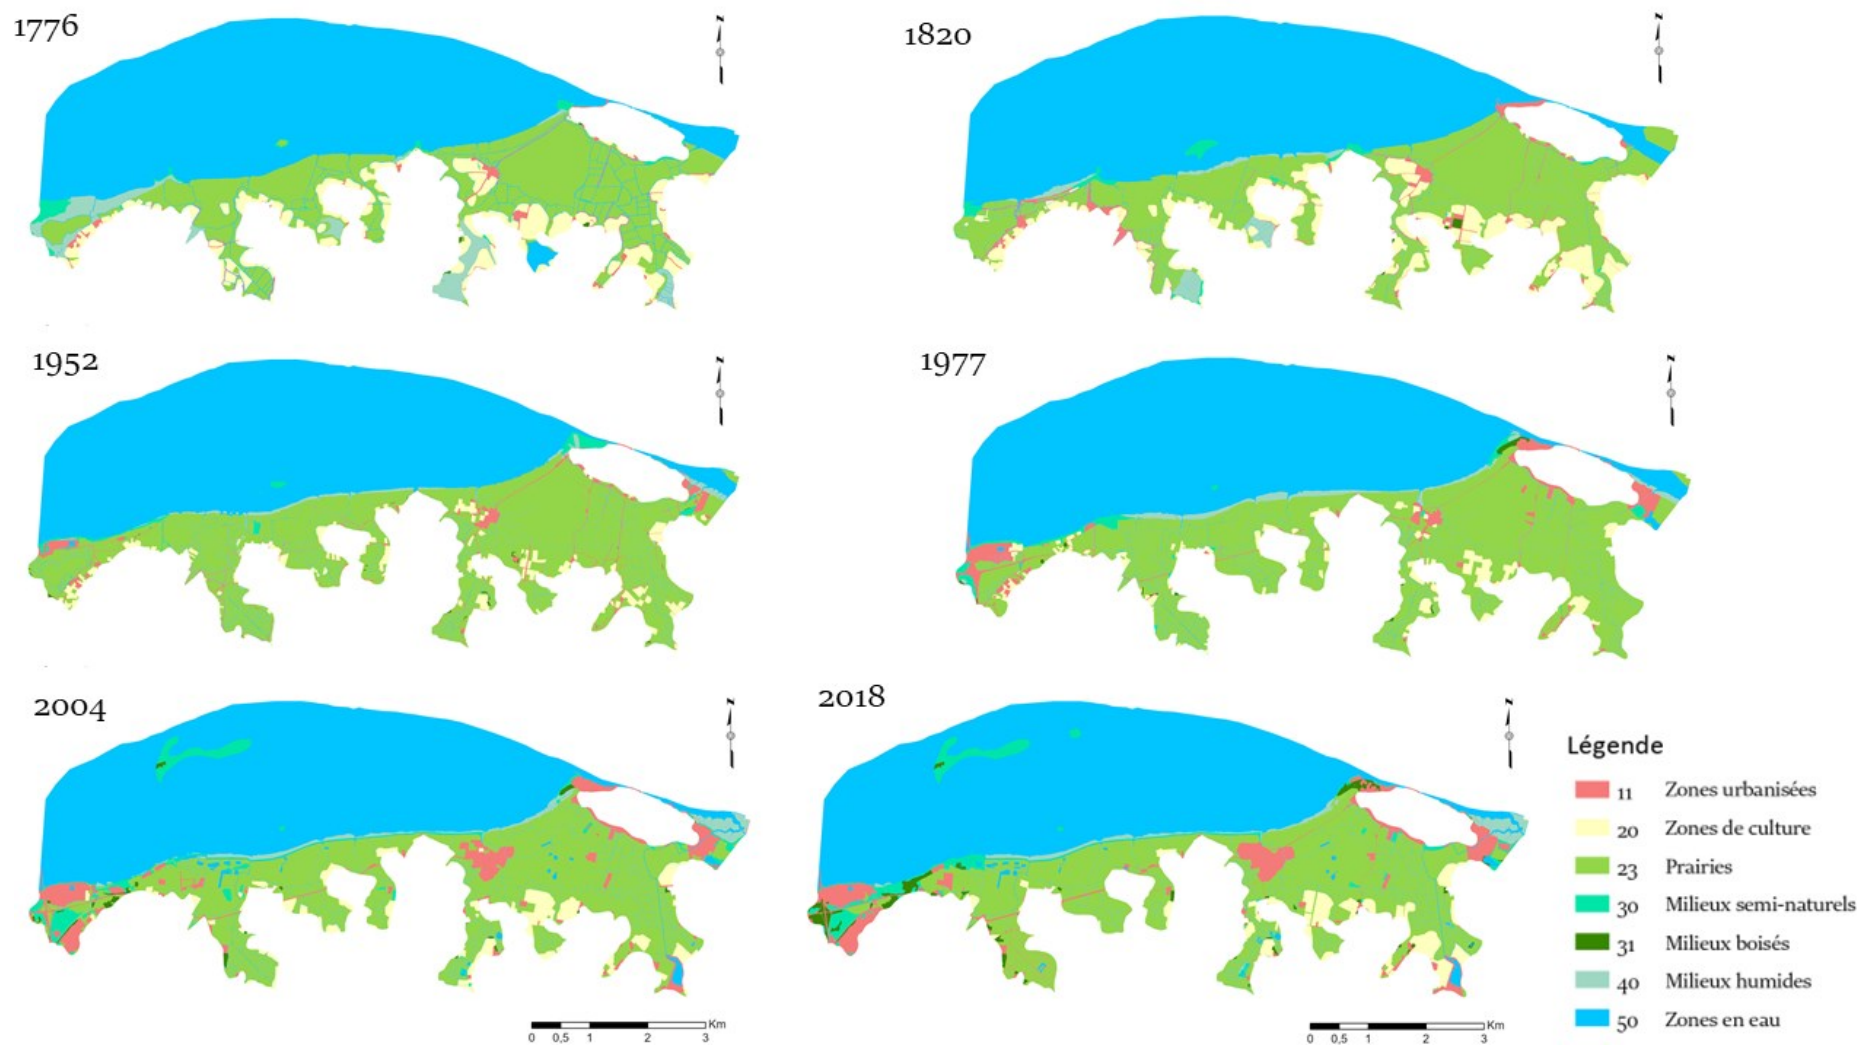 1776
N
1820
N
1952
N
1977
N
2004
N
2018
N
Légende
11 Zones urbanisées
20 Zones de culture
23 Prairies
30 Milieux semi-naturels
31 Milieux boisés
40 Milieux humides
50 Zones en eau
0 0,5 1 2 3 Km
0 0,5 1 2 3 Km